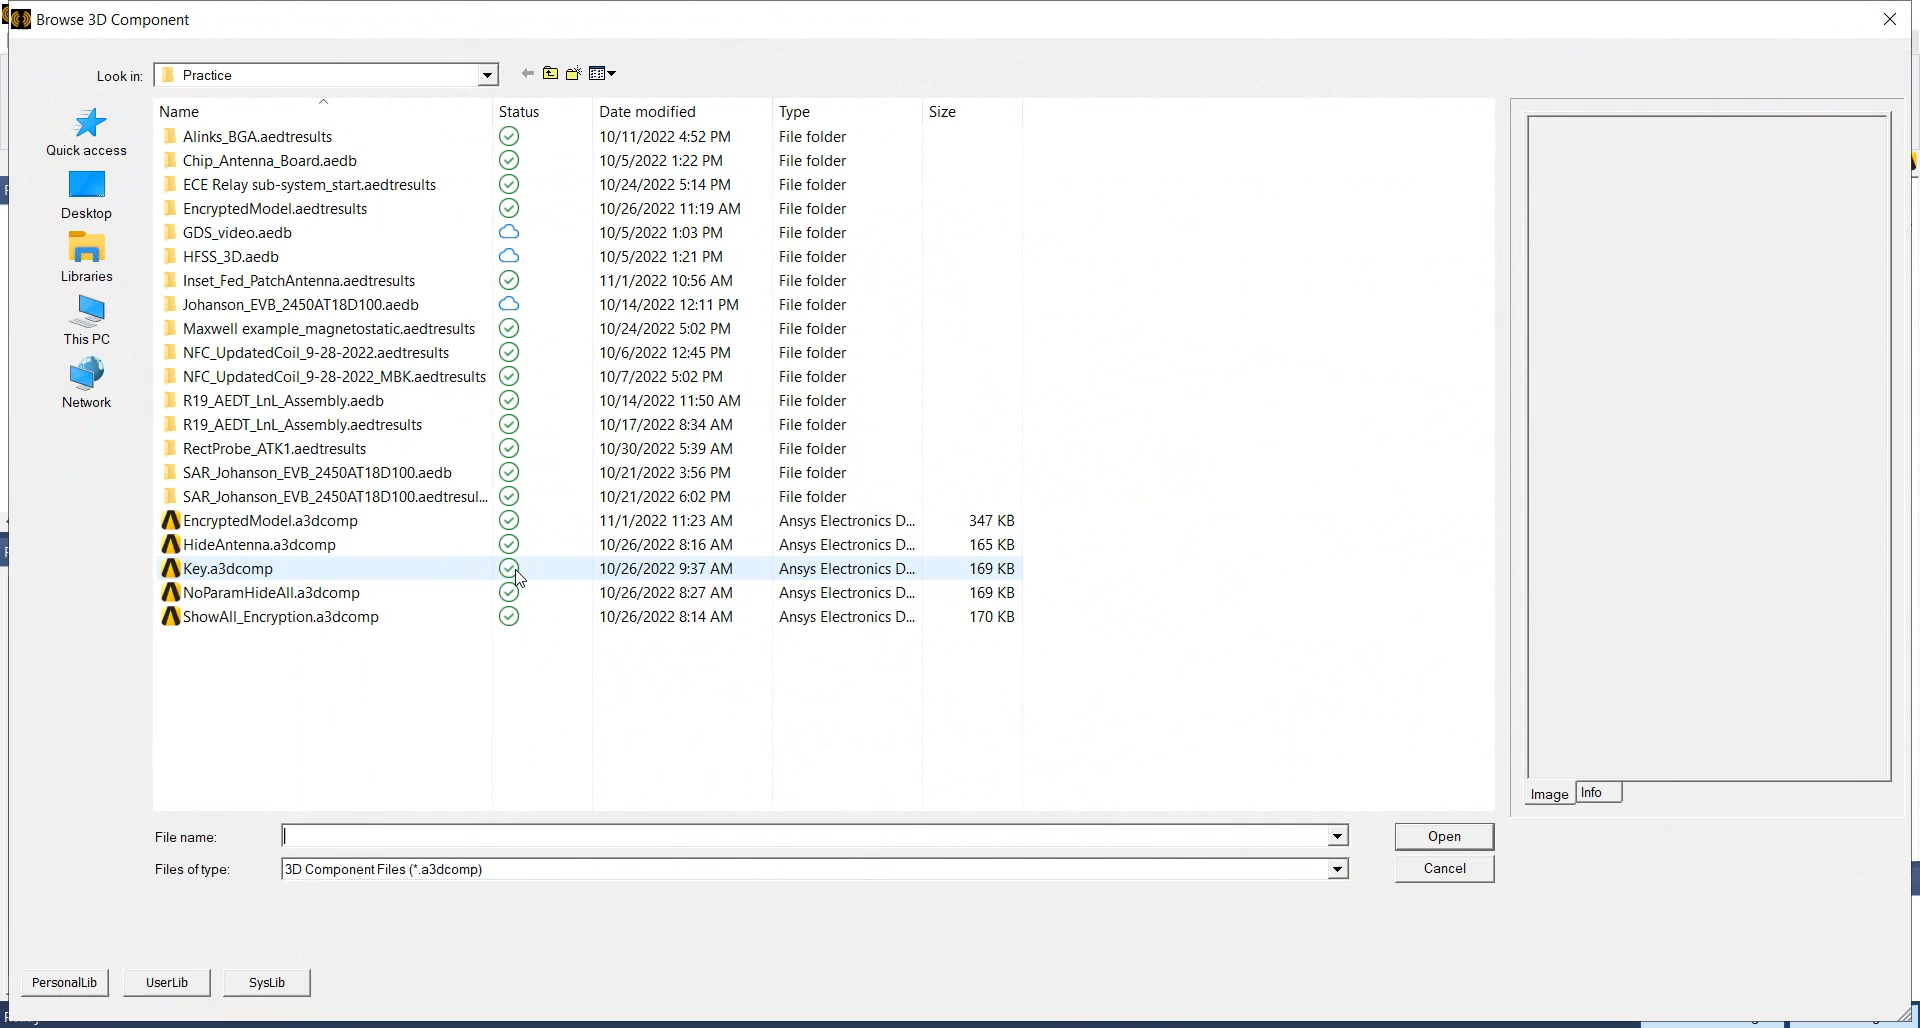 Browse 3D Component
Look in: Practice
Name Status Date modified Type Size
Alinks_BGA.aedtresults 10/11/2022 4:52 PM File folder
Chip_Antenna_Board.aedb 10/5/2022 1:22 PM File folder
ECE Relay sub-system_start.aedtresults 10/24/2022 5:14 PM File folder
EncryptedModel.aedtresults 10/26/2022 11:19 AM File folder
GDS_video.aedb 10/5/2022 1:03 PM File folder
HFSS_3D.aedb 10/5/2022 1:21 PM File folder
Inset_Fed_PatchAntenna.aedtresults 11/1/2022 10:56 AM File folder
Johanson_EVB_2450AT18D100.aedb 10/14/2022 12:11 PM File folder
Maxwell example_magnetostatic.aedtresults 10/24/2022 5:02 PM File folder
NFC_UpdatedCoil_9-28-2022.aedtresults 10/6/2022 12:45 PM File folder
NFC_UpdatedCoil_9-28-2022_MBK.aedtresults 10/7/2022 5:02 PM File folder
R19_AEDT_LnL_Assembly.aedb 10/14/2022 11:50 AM File folder
R19_AEDT_LnL_Assembly.aedtresults 10/17/2022 8:34 AM File folder
RectProbe_ATK1.aedtresults 10/30/2022 5:39 AM File folder
SAR_Johanson_EVB_2450AT18D100.aedb 10/21/2022 3:56 PM File folder
SAR_Johanson_EVB_2450AT18D100.aedtresul... 10/21/2022 6:02 PM File folder
EncryptedModel.a3dcomp 11/1/2022 11:23 AM Ansys Electronics D... 347 KB
HideAntenna.a3dcomp 10/26/2022 8:16 AM Ansys Electronics D... 165 KB
Key.a3dcomp 10/26/2022 9:37 AM Ansys Electronics D... 169 KB
NoParamHideAll.a3dcomp 10/26/2022 8:27 AM Ansys Electronics D... 169 KB
ShowAll_Encryption.a3dcomp 10/26/2022 8:14 AM Ansys Electronics D... 170 KB
Quick access
Desktop
Libraries
This PC
Network
Image Info
File name: Open
Files of type: 3D Component Files (*.a3dcomp) Cancel
PersonalLib UserLib SysLib